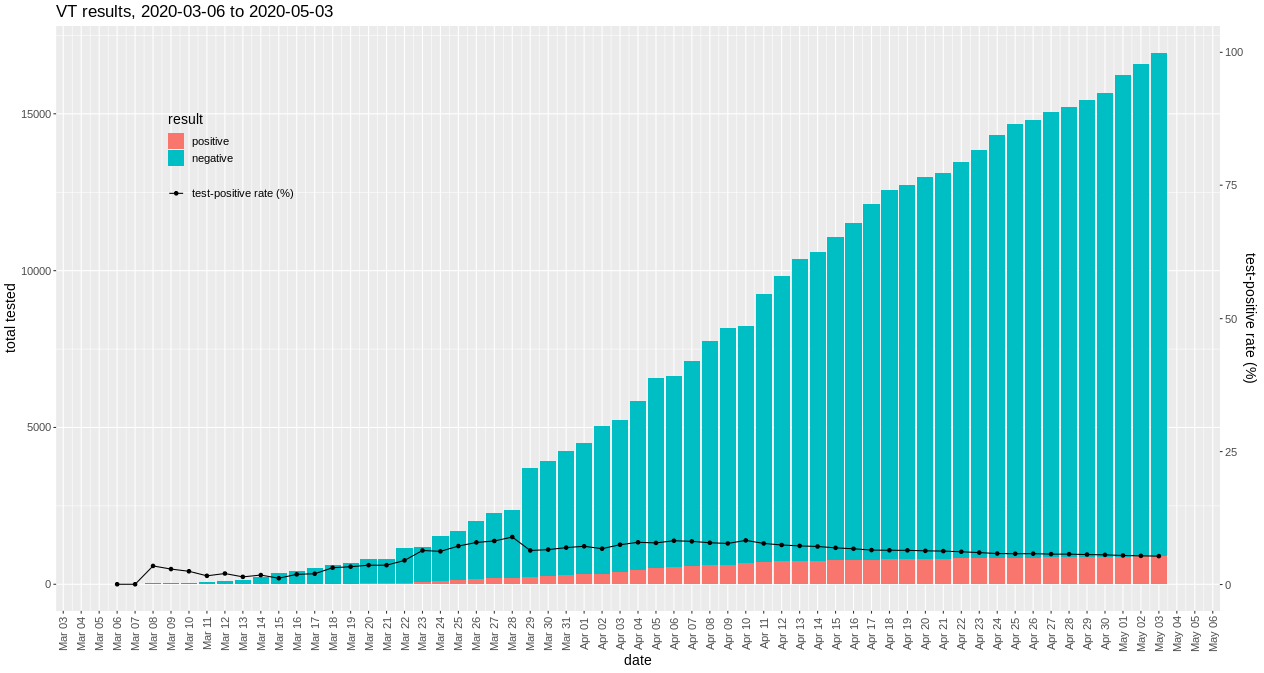 VT results, 2020-03-06 to 2020-05-03
total tested
15000
10000
5000
0
result
positive
negative
test-positive rate (%)
100
75
50
25
0
test-positive rate (%)
Mar 03
Mar 04
Mar 05
Mar 06
Mar 07
Mar 08
Mar 09
Mar 10
Mar 11
Mar 12
Mar 13
Mar 14
Mar 15
Mar 16
Mar 17
Mar 18
Mar 19
Mar 20
Mar 21
Mar 22
Mar 23
Mar 24
Mar 25
Mar 26
Mar 27
Mar 28
Mar 29
Mar 30
Mar 31
Apr 01
Apr 02
Apr 03
Apr 04
Apr 05
Apr 06
Apr 07
Apr 08
Apr 09
Apr 10
Apr 11
Apr 12
Apr 13
Apr 14
Apr 15
Apr 16
Apr 17
Apr 18
Apr 19
Apr 20
Apr 21
Apr 22
Apr 23
Apr 24
Apr 25
Apr 26
Apr 27
Apr 28
Apr 29
Apr 30
May 01
May 02
May 03
May 04
May 05
May 06
date